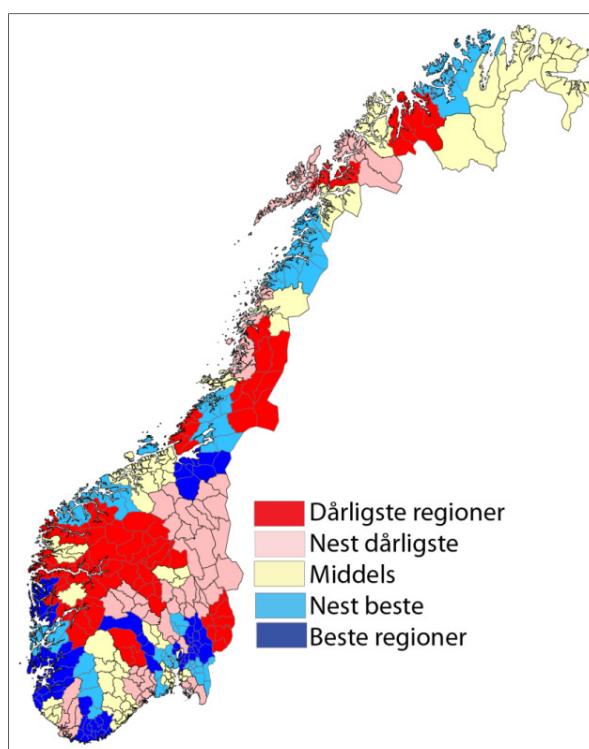 Dårligste regioner
Nest dårligste
Middels
Nest beste
Beste regioner